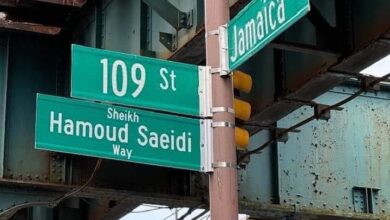 Jamaica
109 St
Sheikh
Hamoud Saeidi
Way